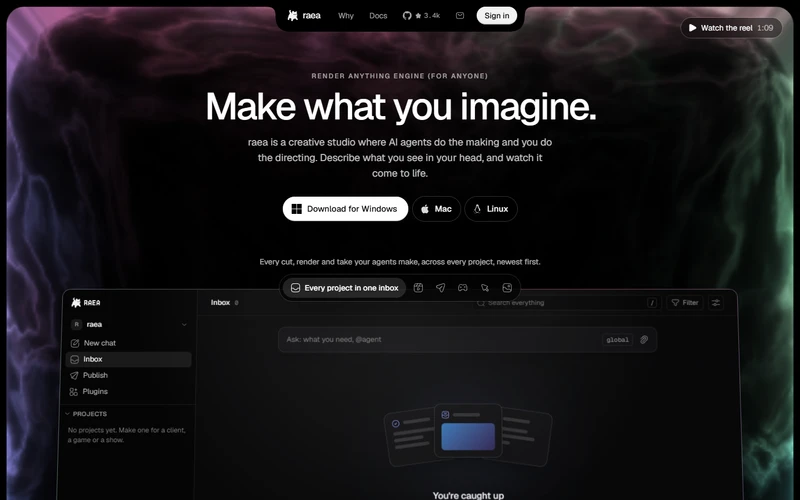 raea
Why
Docs
3.4k
Sign in
Watch the reel 1:09
RENDER ANYTHING ENGINE (FOR ANYONE)
Make what you imagine.
raea is a creative studio where AI agents do the making and you do
the directing. Describe what you see in your head, and watch it
come to life.
Download for Windows
Mac
Linux
Every cut, render and take your agents make, across every project, newest first.
Every project in one inbox
RAEA
Inbox 0
Search everything
/
Filter
R raea
New chat
Inbox
Publish
Plugins
Ask: what you need, @agent
global
PROJECTS
No projects yet. Make one for a client,
a game or a show.
You're caught up